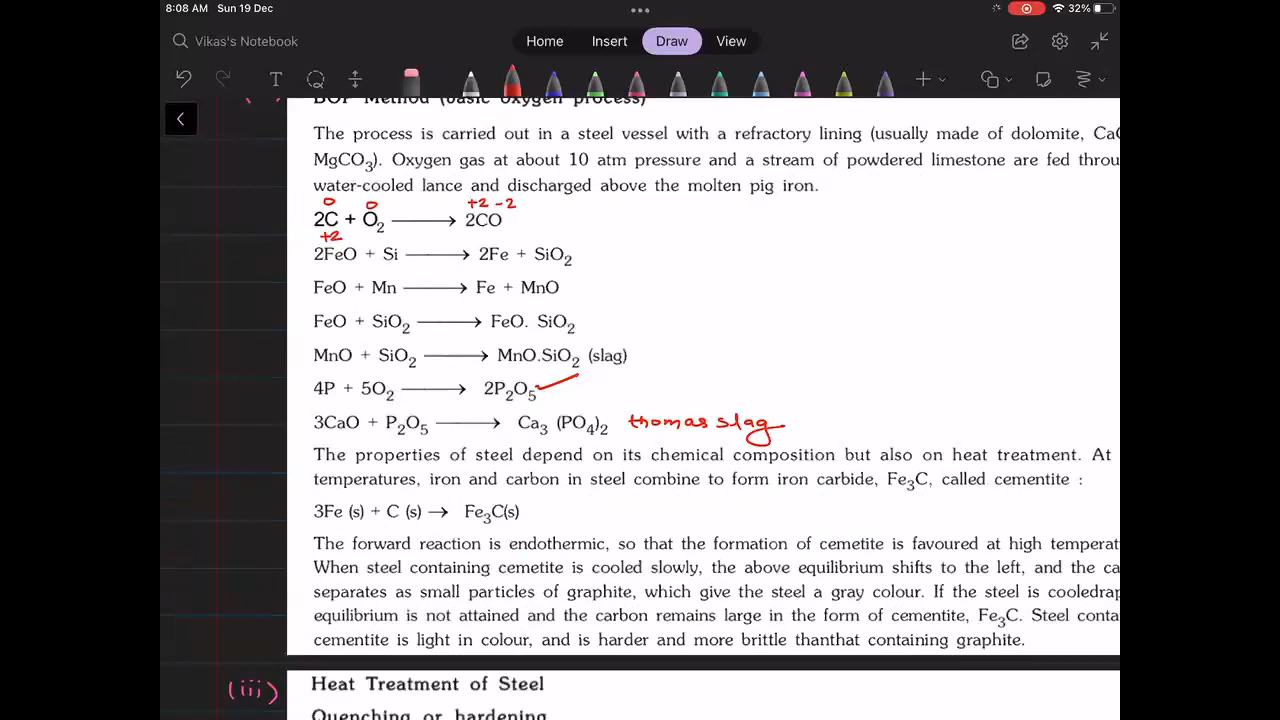 8:08 AM Sun 19 Dec
32%
Vikas's Notebook
Home Insert Draw View
BOP Method (basic oxygen process)
The process is carried out in a steel vessel with a refractory lining (usually made of dolomite,
MgCO₃). Oxygen gas at about 10 atm pressure and a stream of powdered limestone are fed
water-cooled lance and discharged above the molten pig iron.
0 0 +2 -2
2C + O₂ ⟶ 2CO
+2
2FeO + Si ⟶ 2Fe + SiO₂
FeO + Mn ⟶ Fe + MnO
FeO + SiO₂ ⟶ FeO. SiO₂
MnO + SiO₂ ⟶ MnO.SiO₂ (slag)
4P + 5O₂ ⟶ 2P₂O₅
3CaO + P₂O₅ ⟶ Ca₃ (PO₄)₂ thomas slag
The properties of steel depend on its chemical composition but also on heat treatment. At
temperatures, iron and carbon in steel combine to form iron carbide, Fe₃C, called cementite :
3Fe (s) + C (s) → Fe₃C(s)
The forward reaction is endothermic, so that the formation of cemetite is favoured at high
When steel containing cemetite is cooled slowly, the above equilibrium shifts to the left, and the
separates as small particles of graphite, which give the steel a gray colour. If the steel is
equilibrium is not attained and the carbon remains large in the form of cementite, Fe₃C. Steel
cementite is light in colour, and is harder and more brittle thanthat containing graphite.
(iii) Heat Treatment of Steel
Quenching or hardening